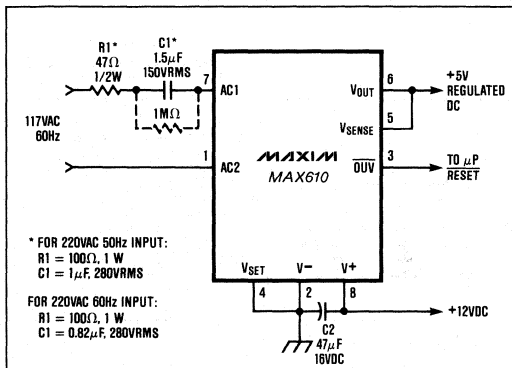 R1*
47Ω
1/2W
C1*
1.5μF
150VRMS
1MΩ
117VAC
60Hz
7
AC1
1
AC2
MAXIM
MAX610
VOUT
6
+5V
REGULATED
DC
VSENSE
5
OUV
3
TO μP
RESET
VSET
4
V−
2
V+
8
C2
47μF
16VDC
+12VDC
* FOR 220VAC 50Hz INPUT:
R1 = 100Ω, 1 W
C1 = 1μF, 280VRMS
FOR 220VAC 60Hz INPUT:
R1 = 100Ω, 1 W
C1 = 0.82μF, 280VRMS